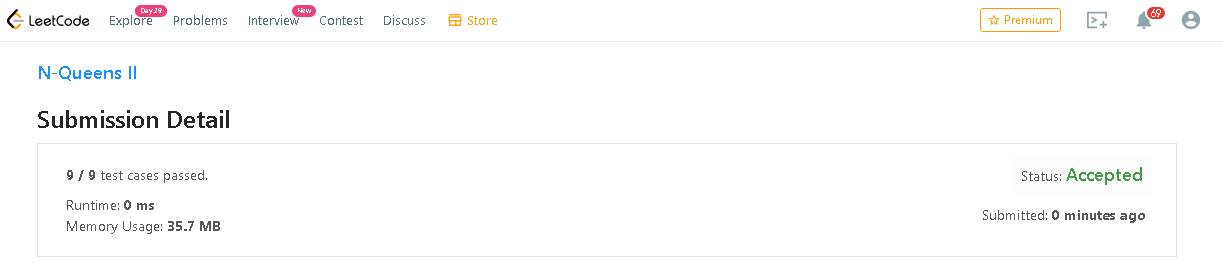 LeetCode Explore Day 29 Problems Interview New Contest Discuss Store Premium 69
N-Queens II
Submission Detail
9 / 9 test cases passed.
Status: Accepted
Runtime: 0 ms
Submitted: 0 minutes ago
Memory Usage: 35.7 MB